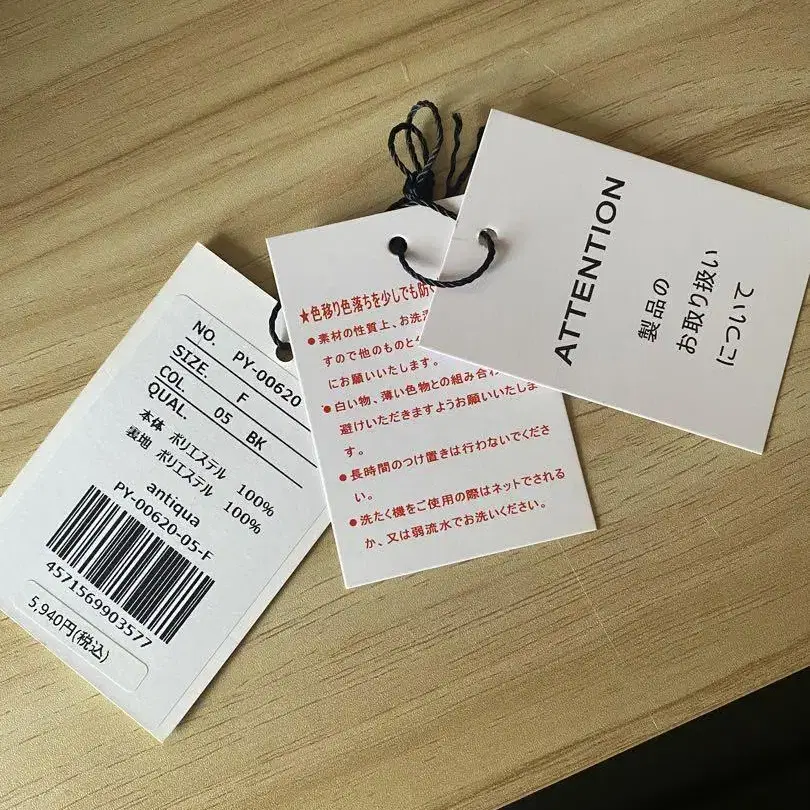 NO. PY-00620
SIZE. F
COL. 05 BK
QUAL.
本体 ポリエステル 100%
裏地 ポリエステル 100%
antiqua
PY-00620-05-F
4571569903577
5,940円(税込)
★色移り色落ちを少しでも防
●素材の性質上、お洗
すので他のものと
にお願いいたします。
●白い物、薄い色物との組み合わ
避けいただきますようお願いいたしま
す。
●長時間のつけ置きは行わないでくださ
い。
●洗たく機をご使用の際はネットでされる
か、又は弱流水でお洗いください。
ATTENTION
製品の
お取り扱い
について